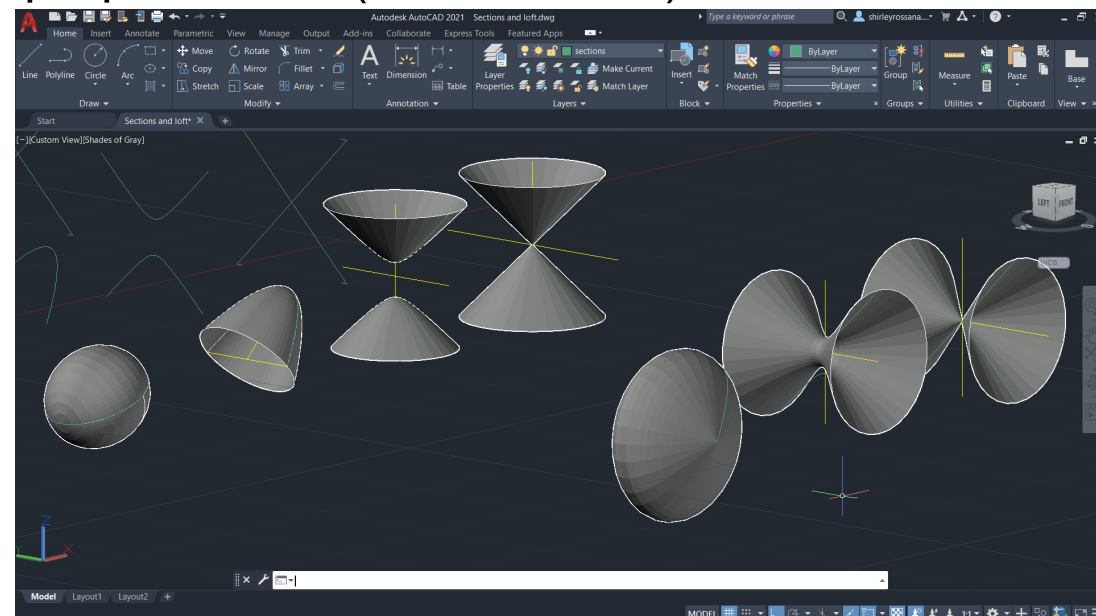 Autodesk AutoCAD 2021 Sections and loft.dwg
Type a keyword or phrase
shirleyrossana...
Home Insert Annotate Parametric View Manage Output Add-ins Collaborate Express Tools Featured Apps
Line Polyline Circle Arc
Move Rotate Trim
Copy Mirror Fillet
Stretch Scale Array
Text Dimension
Table
Layer
Properties
sections
Make Current
Match Layer
Insert
Match
Properties
ByLayer
ByLayer
ByLayer
Group
Measure
Paste
Base
Draw Modify Annotation Layers Block Properties Groups Utilities Clipboard View
Start Sections and loft* X +
[−][Custom View][Shades of Gray]
LEFT FRONT
W S
WCS
Z
Y X
Model Layout1 Layout2 +
MODEL 1:1